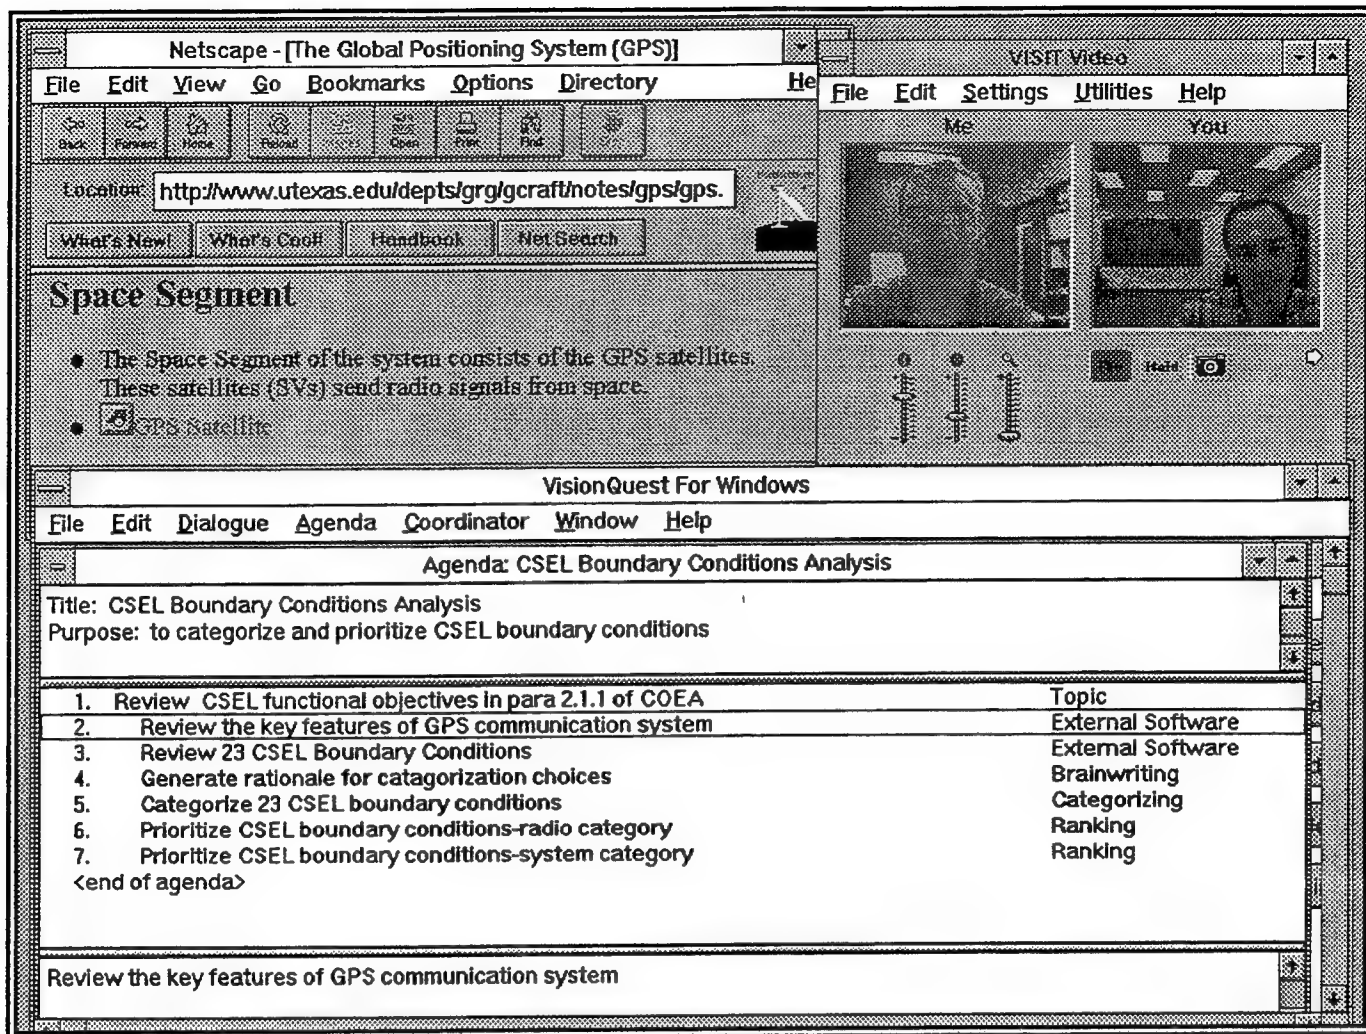 Netscape - [The Global Positioning System (GPS)]
File Edit View Go Bookmarks Options Directory He
Back Forward Home Reload Images Open Print Find
Location: http://www.utexas.edu/depts/grg/gcraft/notes/gps/gps.
What's New! What's Cool! Handbook Net Search
Space Segment
The Space Segment of the system consists of the GPS satellites.
These satellites (SVs) send radio signals from space.
GPS Satellite
VISIT Video
File Edit Settings Utilities Help
Me You
Hold
VisionQuest For Windows
File Edit Dialogue Agenda Coordinator Window Help
Agenda: CSEL Boundary Conditions Analysis
Title: CSEL Boundary Conditions Analysis
Purpose: to categorize and prioritize CSEL boundary conditions
1. Review CSEL functional objectives in para 2.1.1 of COEA Topic
2. Review the key features of GPS communication system External Software
3. Review 23 CSEL Boundary Conditions External Software
4. Generate rationale for catagorization choices Brainwriting
5. Categorize 23 CSEL boundary conditions Categorizing
6. Prioritize CSEL boundary conditions-radio category Ranking
7. Prioritize CSEL boundary conditions-system category Ranking
<end of agenda>
Review the key features of GPS communication system